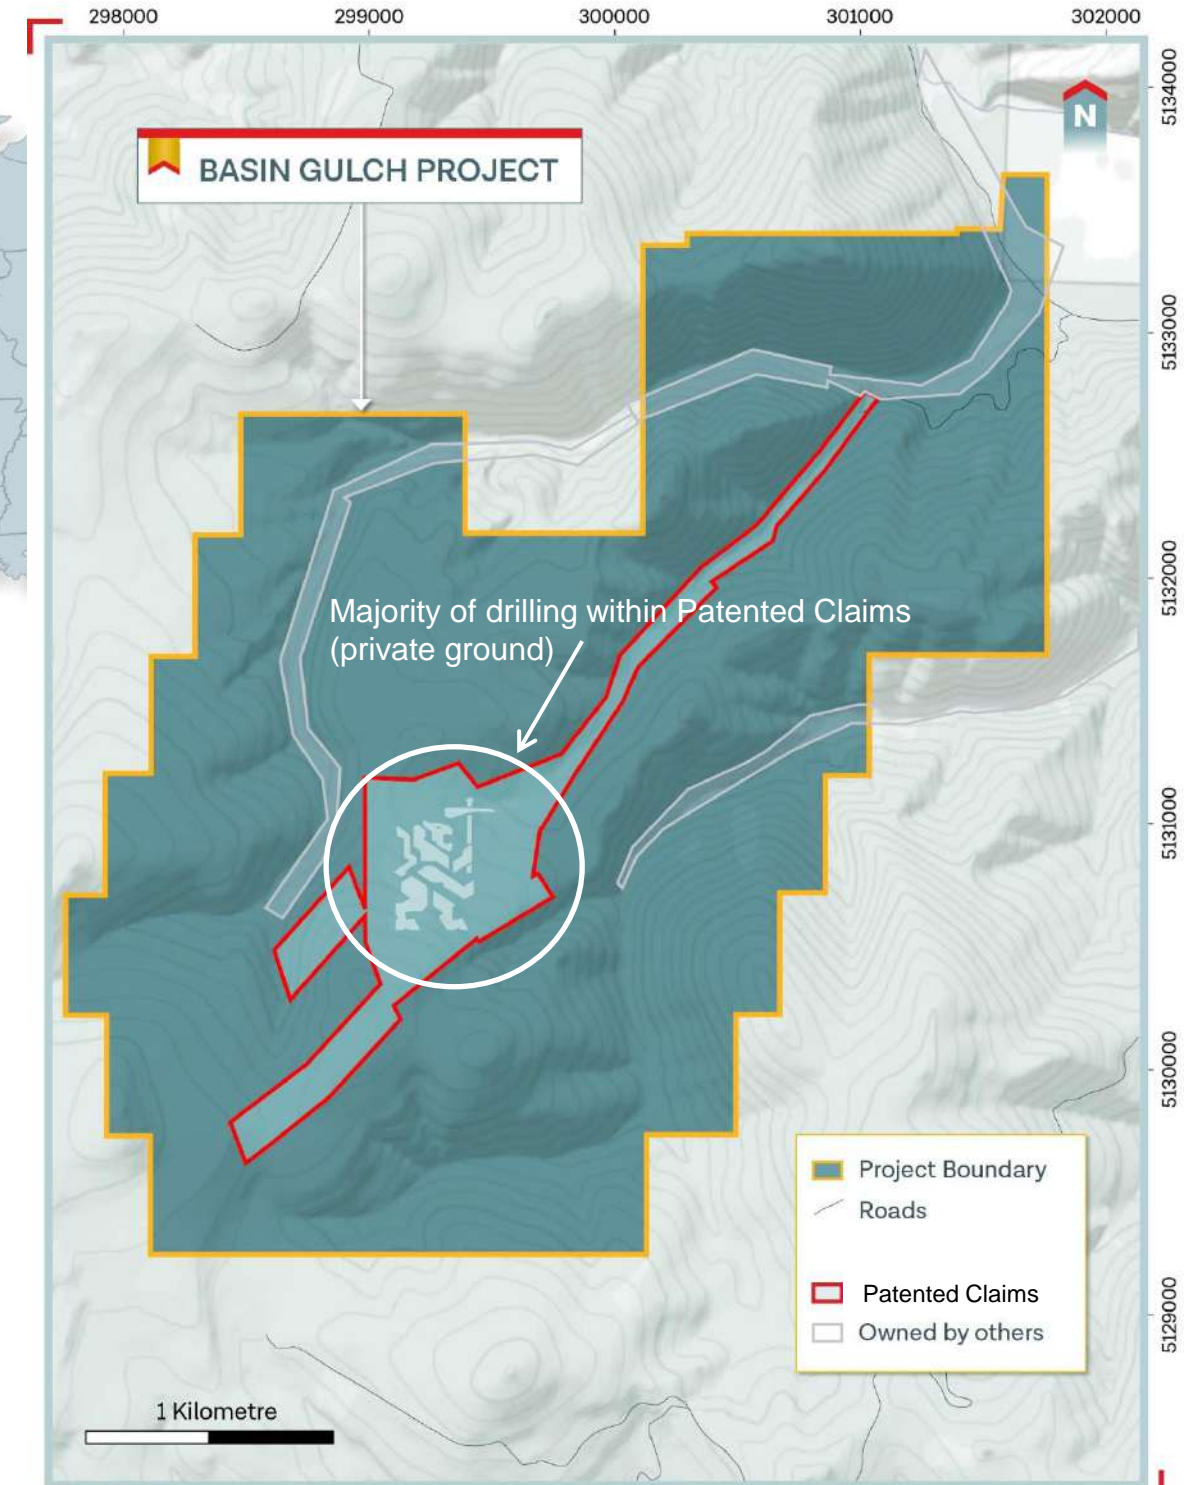 298000 299000 300000 301000 302000
5134000
N
BASIN GULCH PROJECT
5133000
5132000
Majority of drilling within Patented Claims
(private ground)
5131000
5130000
Project Boundary
Roads
Patented Claims
5129000
Owned by others
1 Kilometre